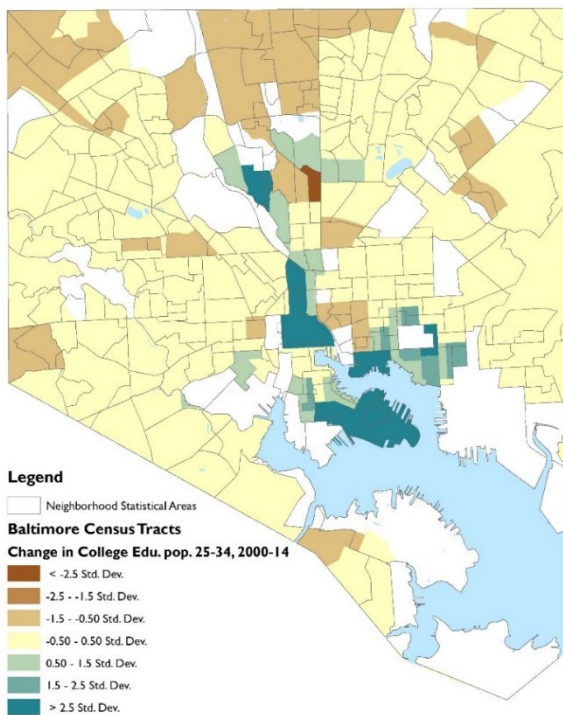 Legend
Neighborhood Statistical Areas
Baltimore Census Tracts
Change in College Edu. pop. 25-34, 2000-14
< -2.5 Std. Dev.
-2.5 - -1.5 Std. Dev.
-1.5 - -0.50 Std. Dev.
-0.50 - 0.50 Std. Dev.
0.50 - 1.5 Std. Dev.
1.5 - 2.5 Std. Dev.
> 2.5 Std. Dev.